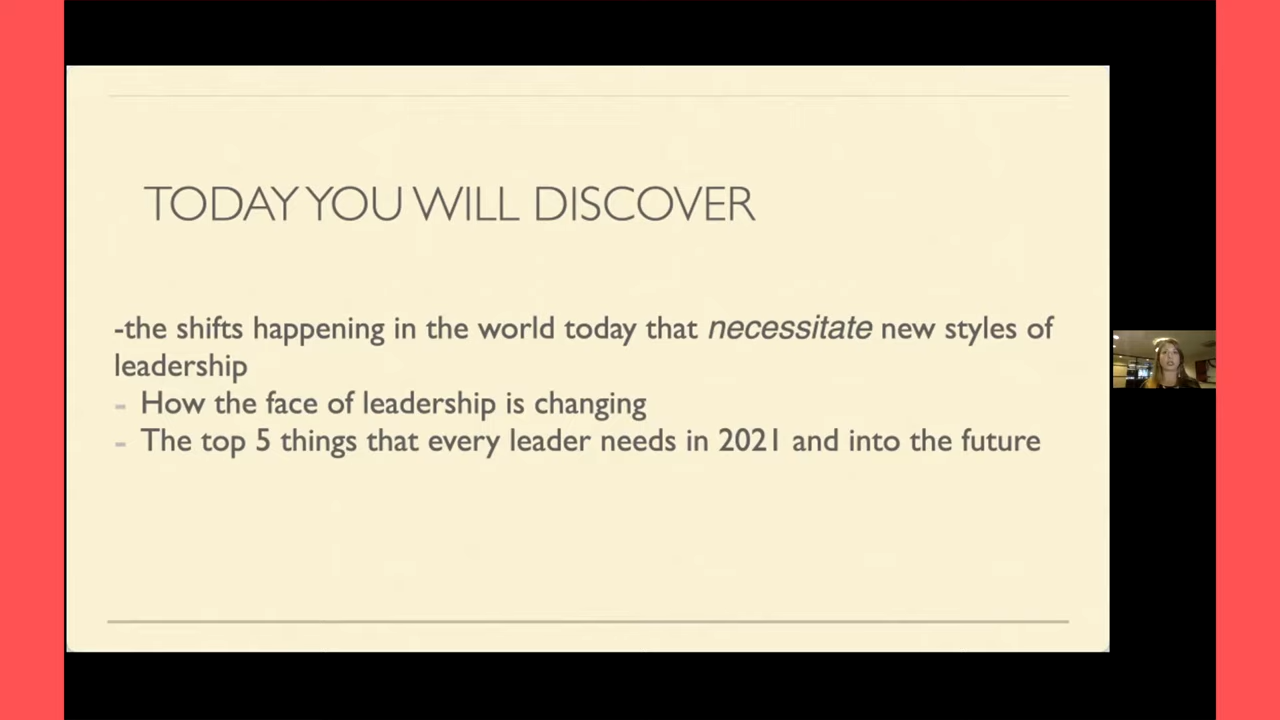 TODAY YOU WILL DISCOVER
-the shifts happening in the world today that necessitate new styles of
leadership
- How the face of leadership is changing
- The top 5 things that every leader needs in 2021 and into the future